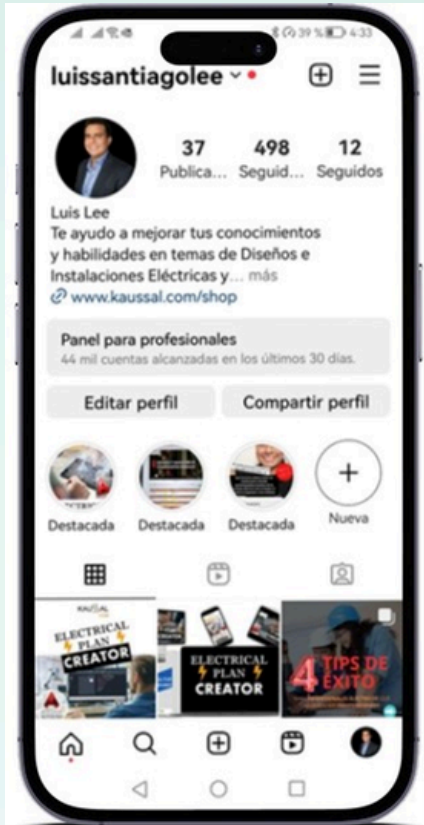 39 % 4:33
luissantiagolee
37 498 12
Publica... Seguid... Seguidos
Luis Lee
Te ayudo a mejorar tus conocimientos
y habilidades en temas de Diseños e
Instalaciones Eléctricas y... más
www.kaussal.com/shop
Panel para profesionales
44 mil cuentas alcanzadas en los últimos 30 días.
Editar perfil Compartir perfil
Destacada Destacada Destacada Nueva
KAUSSAL
ELECTRICAL
PLAN
CREATOR
ELECTRICAL
PLAN
CREATOR
4 TIPS DE
ÉXITO